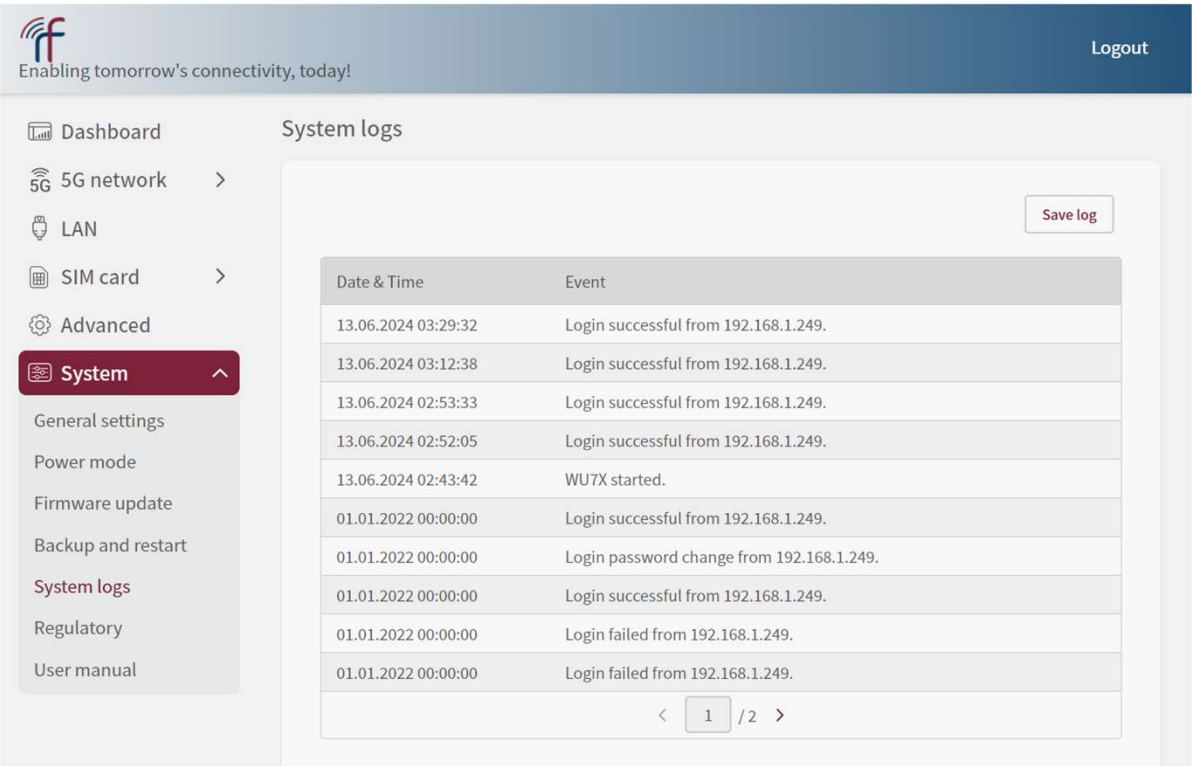 Enabling tomorrow's connectivity, today!
Logout
Dashboard
5G 5G network
LAN
SIM card
Advanced
System
General settings
Power mode
Firmware update
Backup and restart
System logs
Regulatory
User manual
System logs
Save log
Date & Time Event
13.06.2024 03:29:32 Login successful from 192.168.1.249.
13.06.2024 03:12:38 Login successful from 192.168.1.249.
13.06.2024 02:53:33 Login successful from 192.168.1.249.
13.06.2024 02:52:05 Login successful from 192.168.1.249.
13.06.2024 02:43:42 WU7X started.
01.01.2022 00:00:00 Login successful from 192.168.1.249.
01.01.2022 00:00:00 Login password change from 192.168.1.249.
01.01.2022 00:00:00 Login successful from 192.168.1.249.
01.01.2022 00:00:00 Login failed from 192.168.1.249.
01.01.2022 00:00:00 Login failed from 192.168.1.249.
< 1 / 2 >